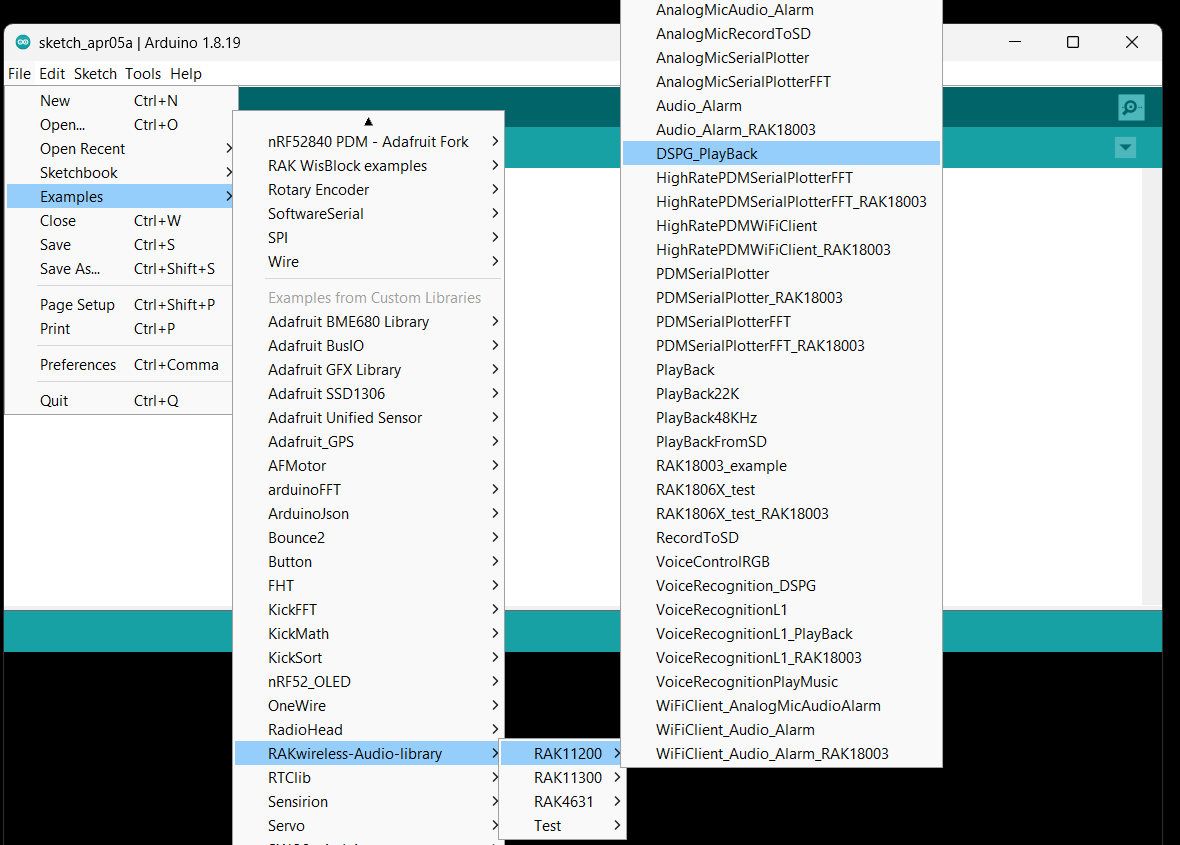 sketch_apr05a | Arduino 1.8.19
File Edit Sketch Tools Help
New Ctrl+N
Open... Ctrl+O
Open Recent
Sketchbook
Examples
Close Ctrl+W
Save Ctrl+S
Save As... Ctrl+Shift+S
Page Setup Ctrl+Shift+P
Print Ctrl+P
Preferences Ctrl+Comma
Quit Ctrl+Q
nRF52840 PDM - Adafruit Fork
RAK WisBlock examples
Rotary Encoder
SoftwareSerial
SPI
Wire
Examples from Custom Libraries
Adafruit BME680 Library
Adafruit BusIO
Adafruit GFX Library
Adafruit SSD1306
Adafruit Unified Sensor
Adafruit_GPS
AFMotor
arduinoFFT
ArduinoJson
Bounce2
Button
FHT
KickFFT
KickMath
KickSort
nRF52_OLED
OneWire
RadioHead
RAKwireless-Audio-library
RTClib
Sensirion
Servo
RAK11200
RAK11300
RAK4631
Test
AnalogMicAudio_Alarm
AnalogMicRecordToSD
AnalogMicSerialPlotter
AnalogMicSerialPlotterFFT
Audio_Alarm
Audio_Alarm_RAK18003
DSPG_PlayBack
HighRatePDMSerialPlotterFFT
HighRatePDMSerialPlotterFFT_RAK18003
HighRatePDMWiFiClient
HighRatePDMWiFiClient_RAK18003
PDMSerialPlotter
PDMSerialPlotter_RAK18003
PDMSerialPlotterFFT
PDMSerialPlotterFFT_RAK18003
PlayBack
PlayBack22K
PlayBack48KHz
PlayBackFromSD
RAK18003_example
RAK1806X_test
RAK1806X_test_RAK18003
RecordToSD
VoiceControlRGB
VoiceRecognition_DSPG
VoiceRecognitionL1
VoiceRecognitionL1_PlayBack
VoiceRecognitionL1_RAK18003
VoiceRecognitionPlayMusic
WiFiClient_AnalogMicAudioAlarm
WiFiClient_Audio_Alarm
WiFiClient_Audio_Alarm_RAK18003